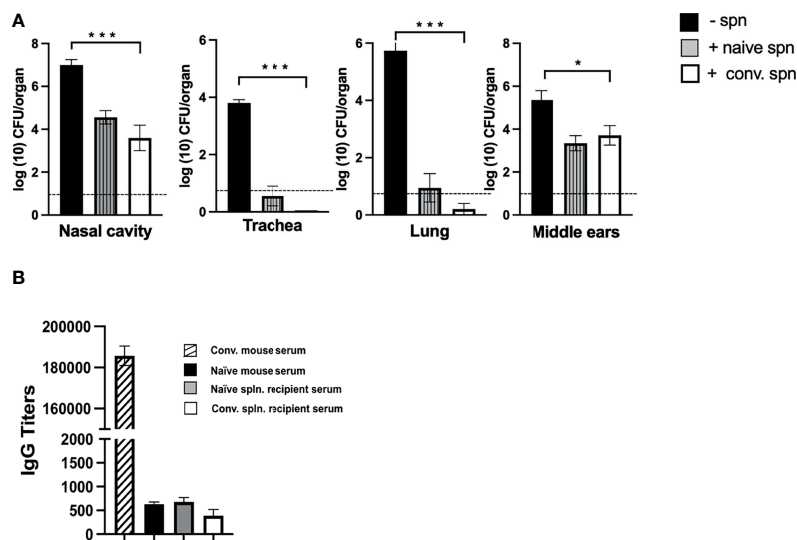 A
- spn
+ naive spn
+ conv. spn
log (10) CFU/organ
8
6
4
2
0
***
Nasal cavity
log (10) CFU/organ
6
4
2
0
***
Trachea
log (10) CFU/organ
6
4
2
0
***
Lung
log (10) CFU/organ
8
6
4
2
0
*
Middle ears
B
IgG Titers
200000
180000
160000
2000
1500
1000
500
0
Conv. mouse serum
Naïve mouse serum
Naïve spln. recipient serum
Conv. spln. recipient serum